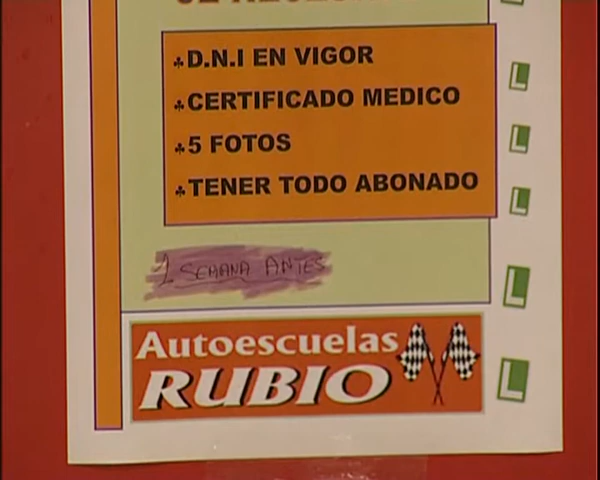 D.N.I EN VIGOR
CERTIFICADO MEDICO
5 FOTOS
TENER TODO ABONADO
1 SEMANA ANTES
Autoescuelas
RUBIO
L
L
L
L
L